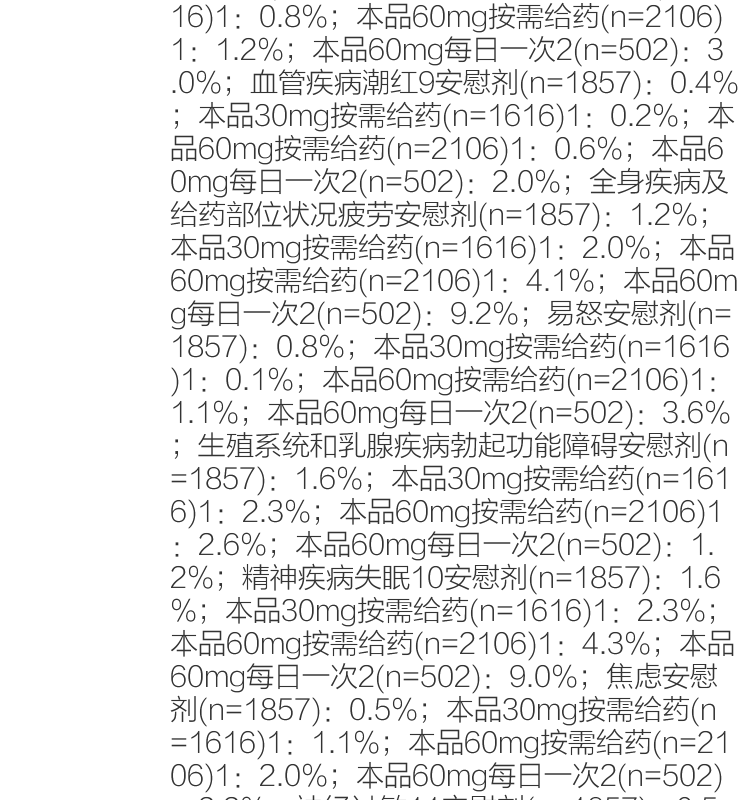 16)1：0.8%；本品60mg按需给药(n=2106)
1：1.2%；本品60mg每日一次2(n=502)：3
.0%；血管疾病潮红9安慰剂(n=1857)：0.4%
；本品30mg按需给药(n=1616)1：0.2%；本
品60mg按需给药(n=2106)1：0.6%；本品6
0mg每日一次2(n=502)：2.0%；全身疾病及
给药部位状况疲劳安慰剂(n=1857)：1.2%；
本品30mg按需给药(n=1616)1：2.0%；本品
60mg按需给药(n=2106)1：4.1%；本品60m
g每日一次2(n=502)：9.2%；易怒安慰剂(n=
1857)：0.8%；本品30mg按需给药(n=1616
)1：0.1%；本品60mg按需给药(n=2106)1：
1.1%；本品60mg每日一次2(n=502)：3.6%
；生殖系统和乳腺疾病勃起功能障碍安慰剂(n
=1857)：1.6%；本品30mg按需给药(n=161
6)1：2.3%；本品60mg按需给药(n=2106)1
：2.6%；本品60mg每日一次2(n=502)：1.
2%；精神疾病失眠10安慰剂(n=1857)：1.6
%；本品30mg按需给药(n=1616)1：2.3%；
本品60mg按需给药(n=2106)1：4.3%；本品
60mg每日一次2(n=502)：9.0%；焦虑安慰
剂(n=1857)：0.5%；本品30mg按需给药(n
=1616)1：1.1%；本品60mg按需给药(n=21
06)1：2.0%；本品60mg每日一次2(n=502)